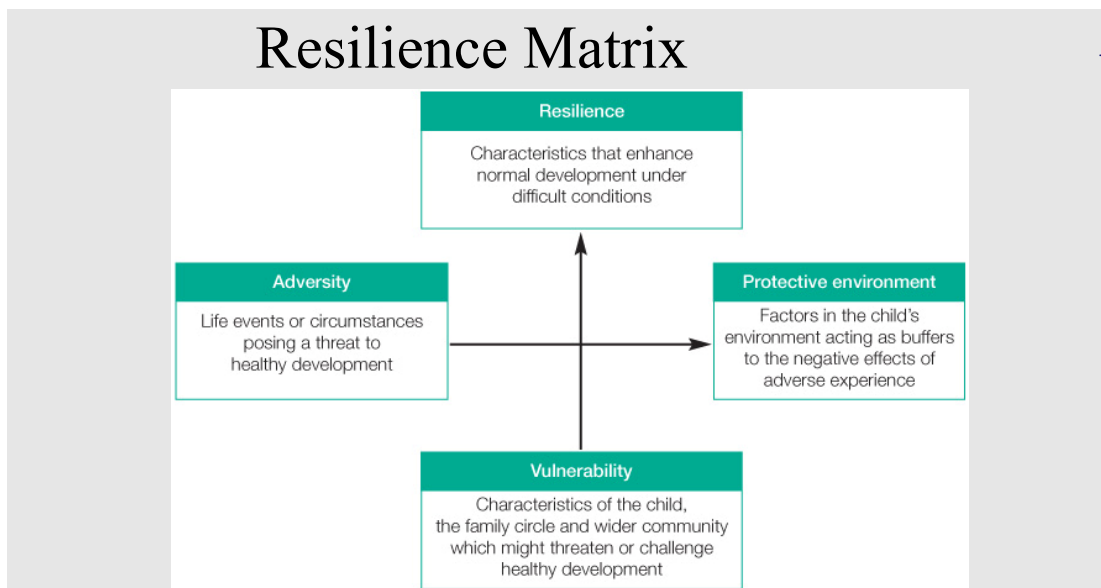 Resilience Matrix
Resilience
Characteristics that enhance
normal development under
difficult conditions
Adversity
Life events or circumstances
posing a threat to
healthy development
Protective environment
Factors in the child’s
environment acting as buffers
to the negative effects of
adverse experience
Vulnerability
Characteristics of the child,
the family circle and wider community
which might threaten or challenge
healthy development